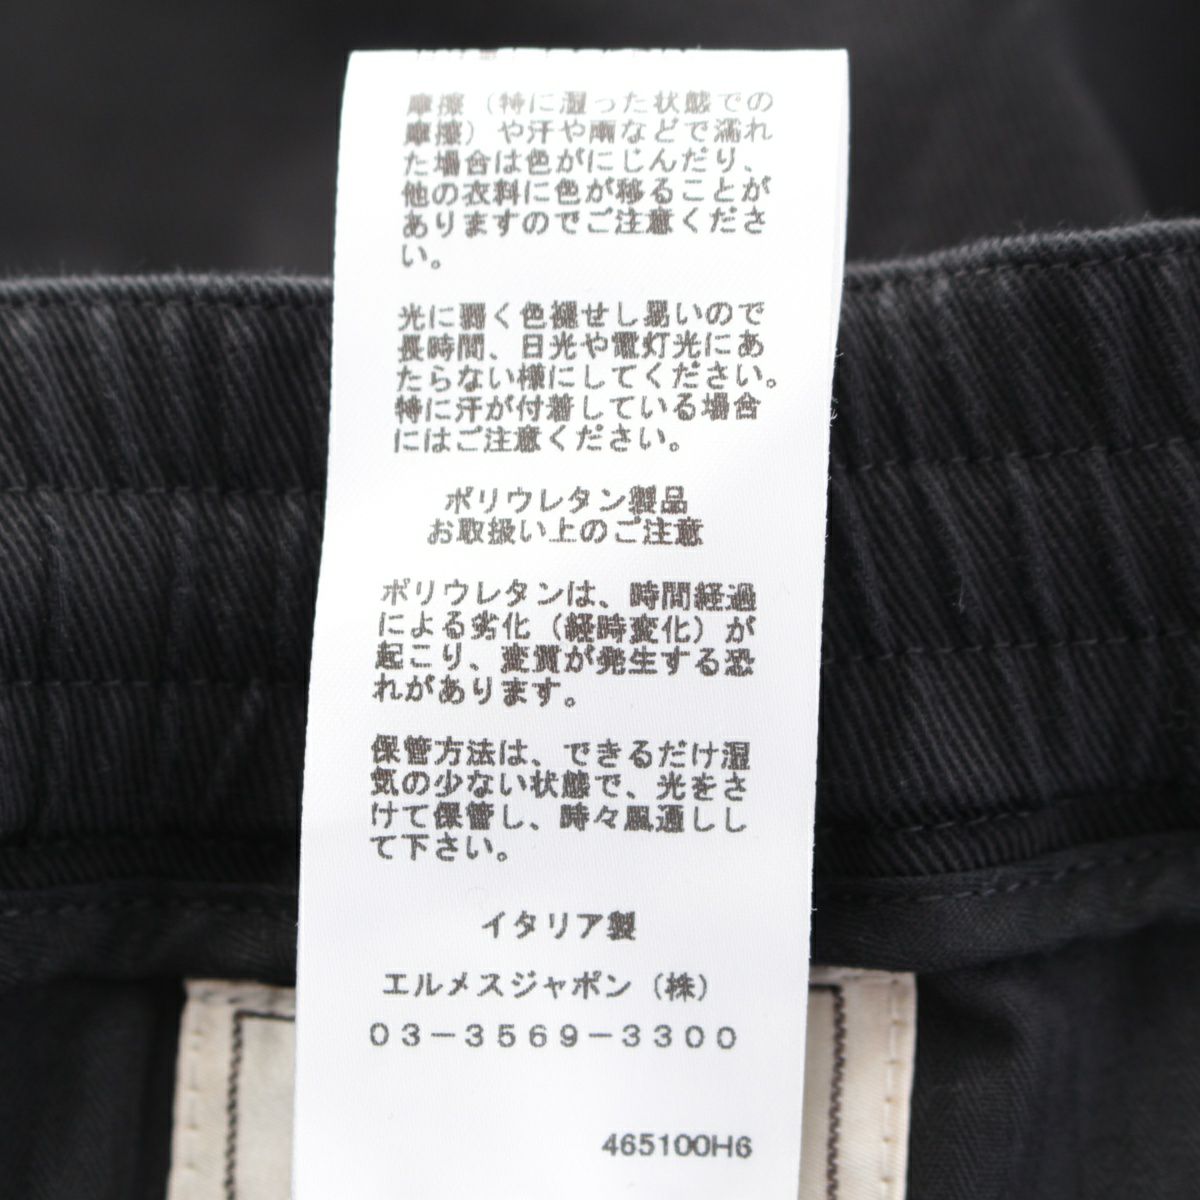 摩擦（特に湿った状態での
摩擦）や汗や雨などで濡れ
た場合は色がにじんだり、
他の衣料に色が移ることが
ありますのでご注意くださ
い。
光に弱く色褪せし易いので
長時間、日光や電灯光にあ
たらない様にしてください。
特に汗が付着している場合
にはご注意ください。
ポリウレタン製品
お取扱い上のご注意
ポリウレタンは、時間経過
による劣化（経時変化）が
起こり、変質が発生する恐
れがあります。
保管方法は、できるだけ湿
気の少ない状態で、光をさ
けて保管し、時々風通しし
て下さい。
イタリア製
エルメスジャポン（株）
03－3569－3300
465100H6